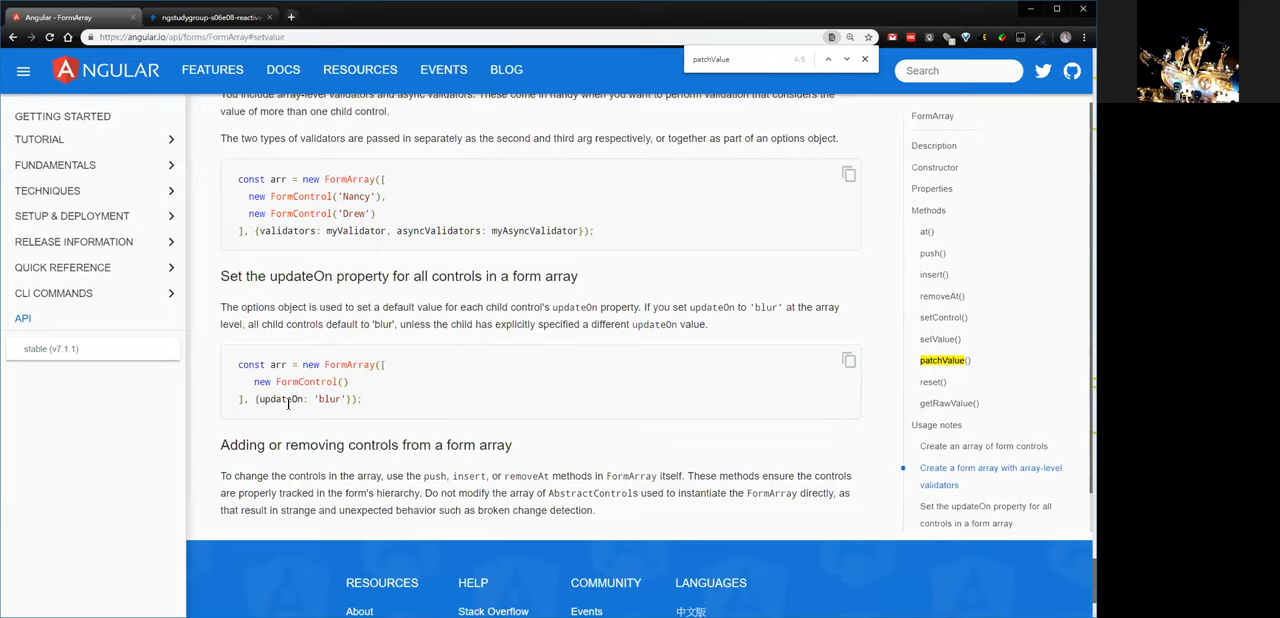 Angular - FormArray
ngstudygroup-s06e08-reactive
https://angular.io/api/forms/FormArray#setvalue
patchValue
4/5
ANGULAR
FEATURES
DOCS
RESOURCES
EVENTS
BLOG
Search
GETTING STARTED
TUTORIAL
FUNDAMENTALS
TECHNIQUES
SETUP & DEPLOYMENT
RELEASE INFORMATION
QUICK REFERENCE
CLI COMMANDS
API
stable (v7.1.1)
You include array-level validators and async validators. These come in handy when you want to perform validation that considers the
value of more than one child control.
The two types of validators are passed in separately as the second and third arg respectively, or together as part of an options object.
const arr = new FormArray([
new FormControl('Nancy'),
new FormControl('Drew')
], {validators: myValidator, asyncValidators: myAsyncValidator});
Set the updateOn property for all controls in a form array
The options object is used to set a default value for each child control's updateOn property. If you set updateOn to 'blur' at the array
level, all child controls default to 'blur', unless the child has explicitly specified a different updateOn value.
const arr = new FormArray([
new FormControl()
], {updateOn: 'blur'});
Adding or removing controls from a form array
To change the controls in the array, use the push, insert, or removeAt methods in FormArray itself. These methods ensure the controls
are properly tracked in the form's hierarchy. Do not modify the array of AbstractControls used to instantiate the FormArray directly, as
that result in strange and unexpected behavior such as broken change detection.
FormArray
Description
Constructor
Properties
Methods
at()
push()
insert()
removeAt()
setControl()
setValue()
patchValue()
reset()
getRawValue()
Usage notes
Create an array of form controls
Create a form array with array-level
validators
Set the updateOn property for all
controls in a form array
RESOURCES
HELP
COMMUNITY
LANGUAGES
About
Stack Overflow
Events
中文版